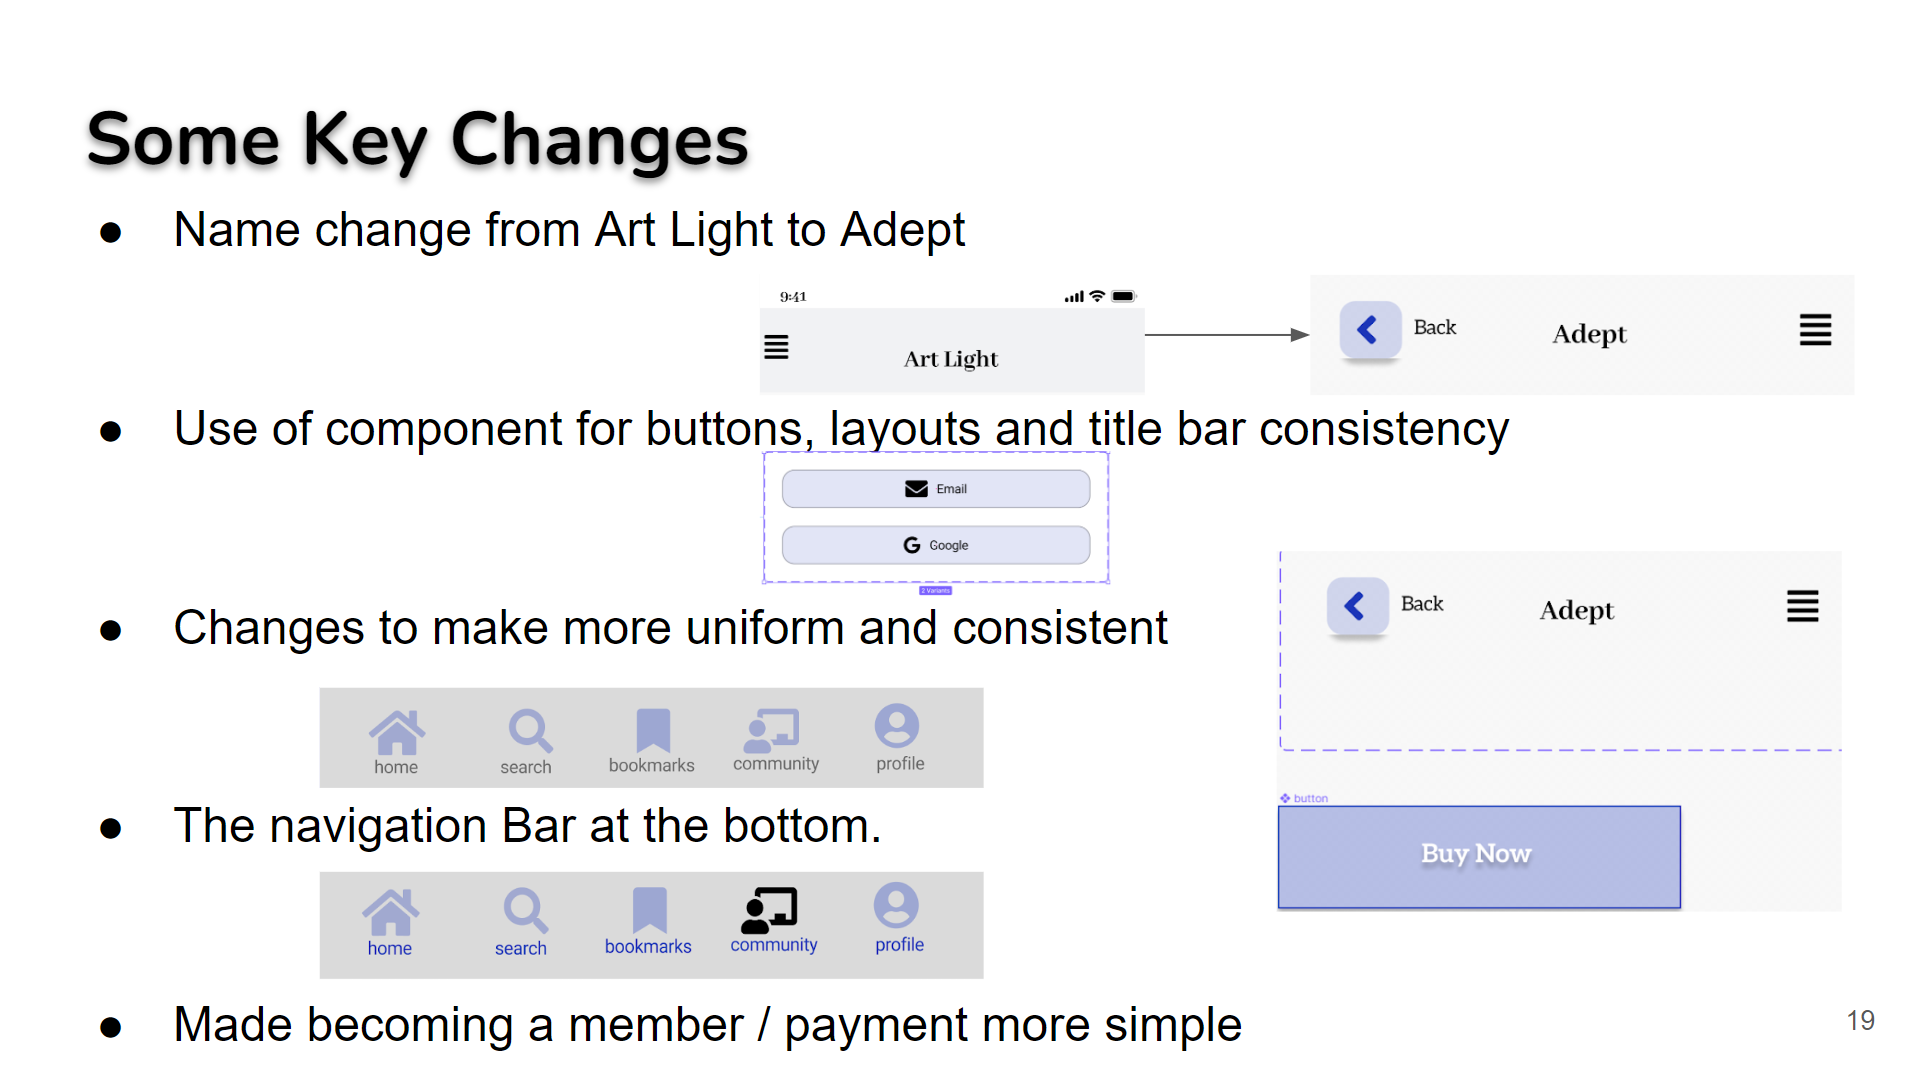 Some Key Changes
● Name change from Art Light to Adept
9:41
Art Light
Back
Adept
● Use of component for buttons, layouts and title bar consistency
Email
Google
2 Variants
● Changes to make more uniform and consistent
Back
Adept
home
search
bookmarks
community
profile
button
● The navigation Bar at the bottom.
Buy Now
home
search
bookmarks
community
profile
● Made becoming a member / payment more simple
19